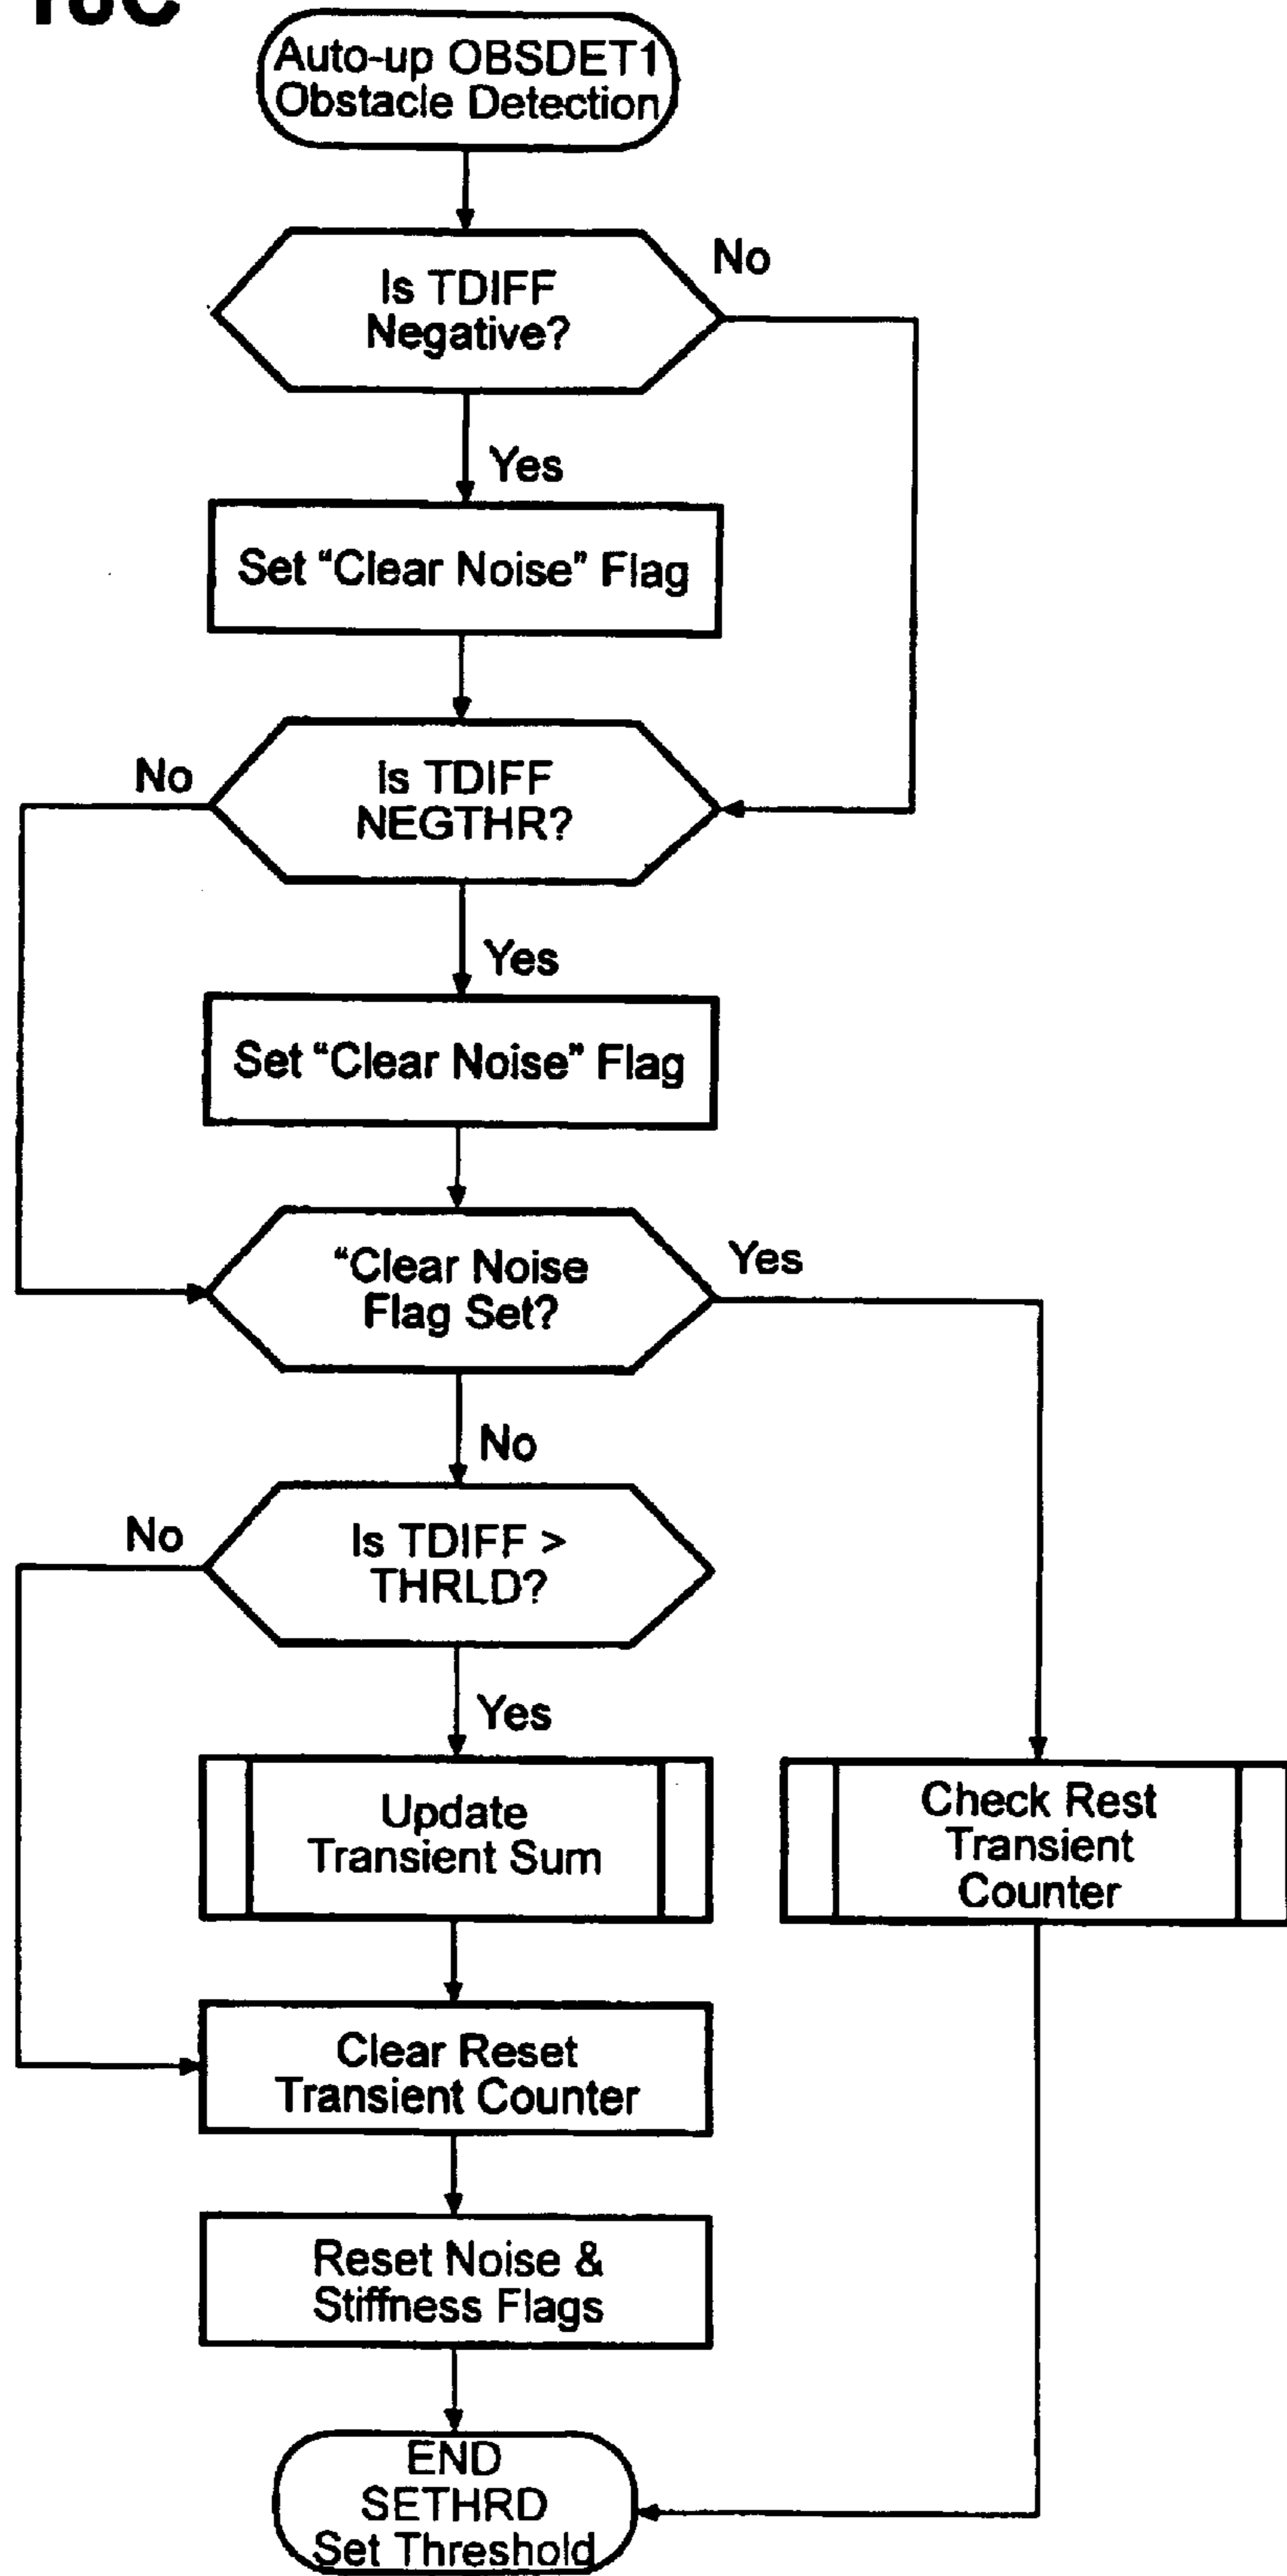 Auto-up OBSDET1
Obstacle Detection
Is TDIFF
Negative?
No
Yes
Set “Clear Noise” Flag
Is TDIFF
NEGTHR?
No
Yes
Set “Clear Noise” Flag
“Clear Noise
Flag Set?
Yes
No
Is TDIFF >
THRLD?
No
Yes
Update
Transient Sum
Check Rest
Transient
Counter
Clear Reset
Transient Counter
Reset Noise &
Stiffness Flags
END
SETHRD
Set Threshold